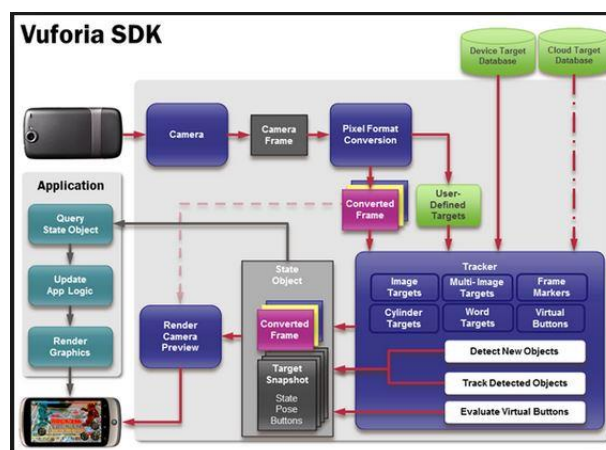 Vuforia SDK
Device Target
Database
Cloud Target
Database
Camera
Camera
Frame
Pixel Format
Conversion
Application
Query
State Object
Update
App Logic
Render
Graphics
Converted
Frame
User-
Defined
Targets
State
Object
Converted
Frame
Target
Snapshot
State
Pose
Buttons
Render
Camera
Preview
Tracker
Image
Targets
Multi-Image
Targets
Frame
Markers
Cylinder
Targets
Word
Targets
Virtual
Buttons
Detect New Objects
Track Detected Objects
Evaluate Virtual Buttons